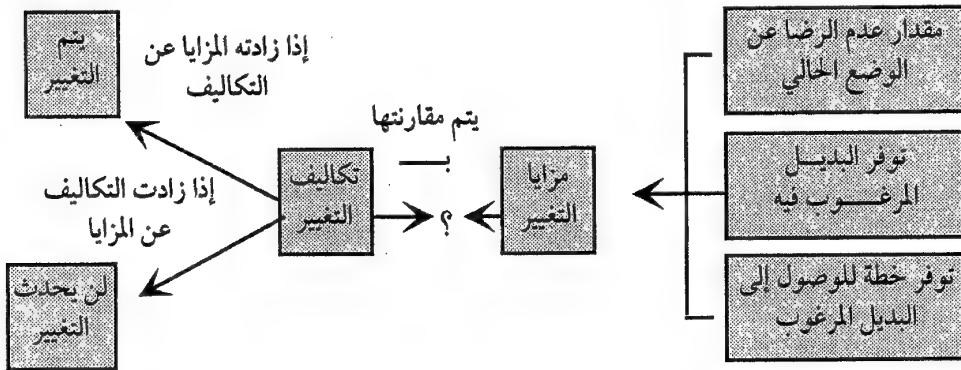 مقدار عدم الرضا عن
الوضع الحالي
توفر البديل
المرغوب فيه
توفر خطة للوصول إلى
البديل المرغوب
مزايا
التغيير
يتم مقارنتها
بـ
؟
تكاليف
التغيير
إذا زادته المزايا عن
التكاليف
يتم
التغيير
إذا زادت التكاليف
عن المزايا
لن يحدث
التغيير